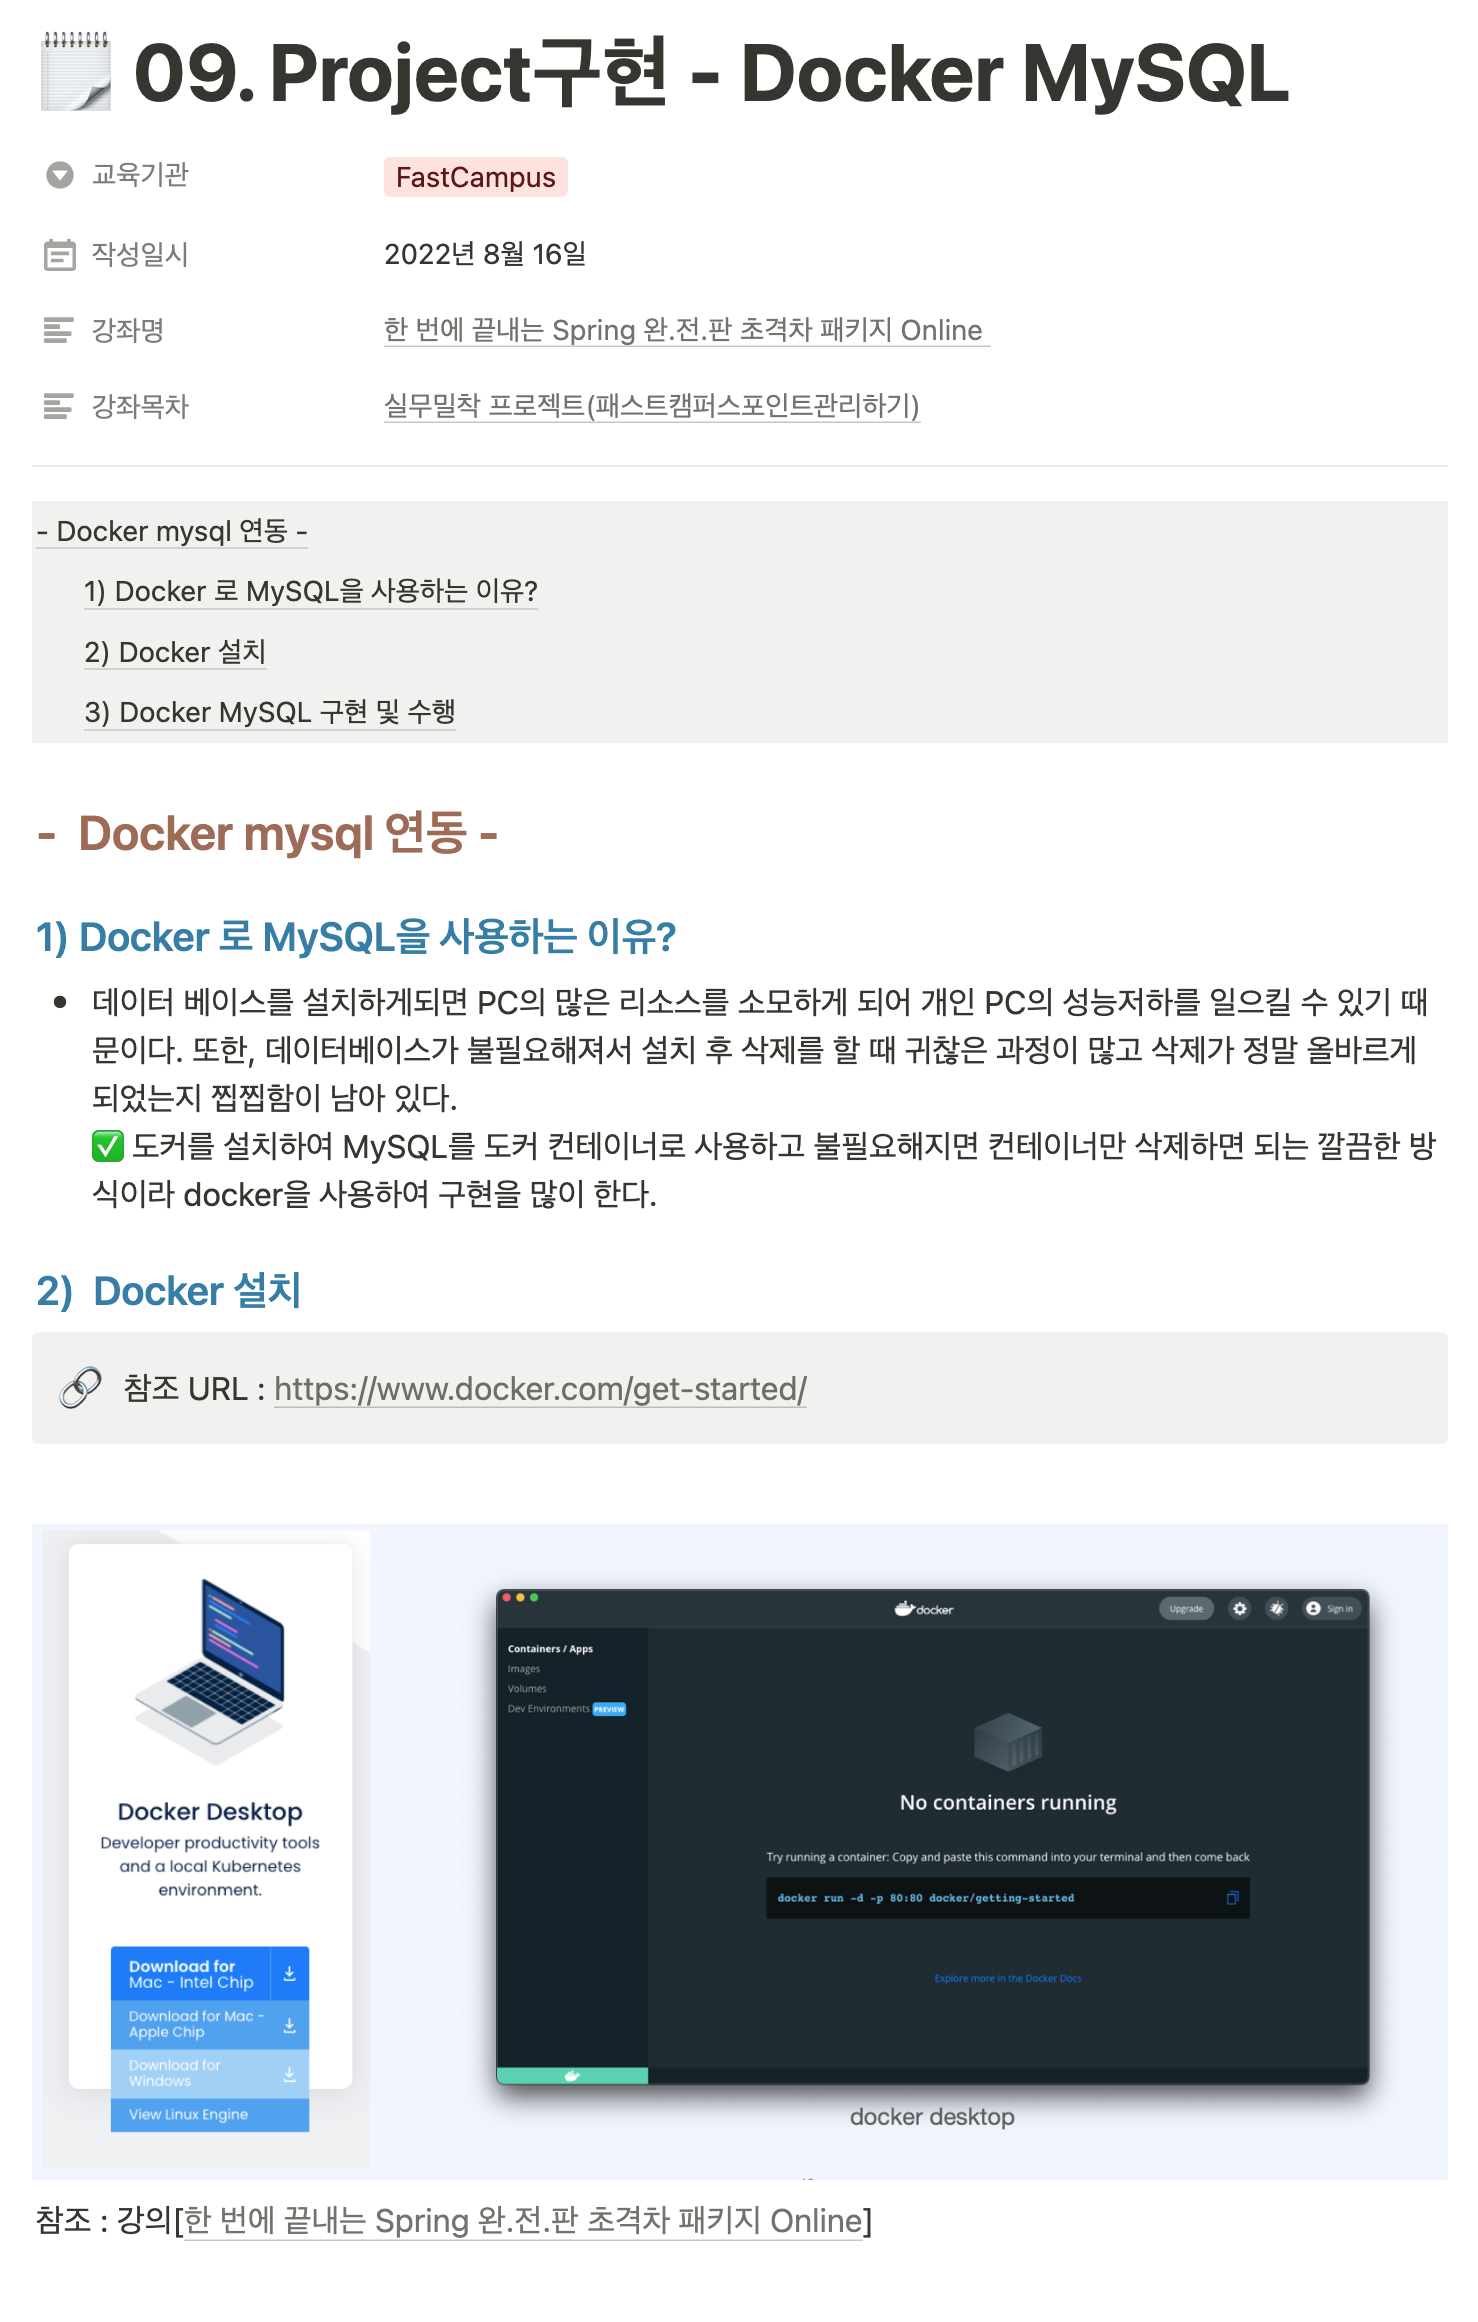 09. Project구현 - Docker MySQL
교육기관 FastCampus
작성일시 2022년 8월 16일
강좌명 한 번에 끝내는 Spring 완.전.판 초격차 패키지 Online
강좌목차 실무밀착 프로젝트(패스트캠퍼스포인트관리하기)
- Docker mysql 연동 -
1) Docker 로 MySQL을 사용하는 이유?
2) Docker 설치
3) Docker MySQL 구현 및 수행
- Docker mysql 연동 -
1) Docker 로 MySQL을 사용하는 이유?
● 데이터 베이스를 설치하게되면 PC의 많은 리소스를 소모하게 되어 개인 PC의 성능저하를 일으킬 수 있기 때
문이다. 또한, 데이터베이스가 불필요해져서 설치 후 삭제를 할 때 귀찮은 과정이 많고 삭제가 정말 올바르게
되었는지 찝찝함이 남아 있다.
✅ 도커를 설치하여 MySQL를 도커 컨테이너로 사용하고 불필요해지면 컨테이너만 삭제하면 되는 깔끔한 방
식이라 docker을 사용하여 구현을 많이 한다.
2) Docker 설치
참조 URL : https://www.docker.com/get-started/
Docker Desktop
Developer productivity tools
and a local Kubernetes
environment.
Download for
Mac - Intel Chip
Download for Mac -
Apple Chip
Download for
Windows
View Linux Engine
docker
Upgrade
Sign in
Containers / Apps
Images
Volumes
Dev Environments PREVIEW
No containers running
Try running a container: Copy and paste this command into your terminal and then come back
docker run -d -p 80:80 docker/getting-started
Explore more in the Docker Docs
docker desktop
참조 : 강의[한 번에 끝내는 Spring 완.전.판 초격차 패키지 Online]